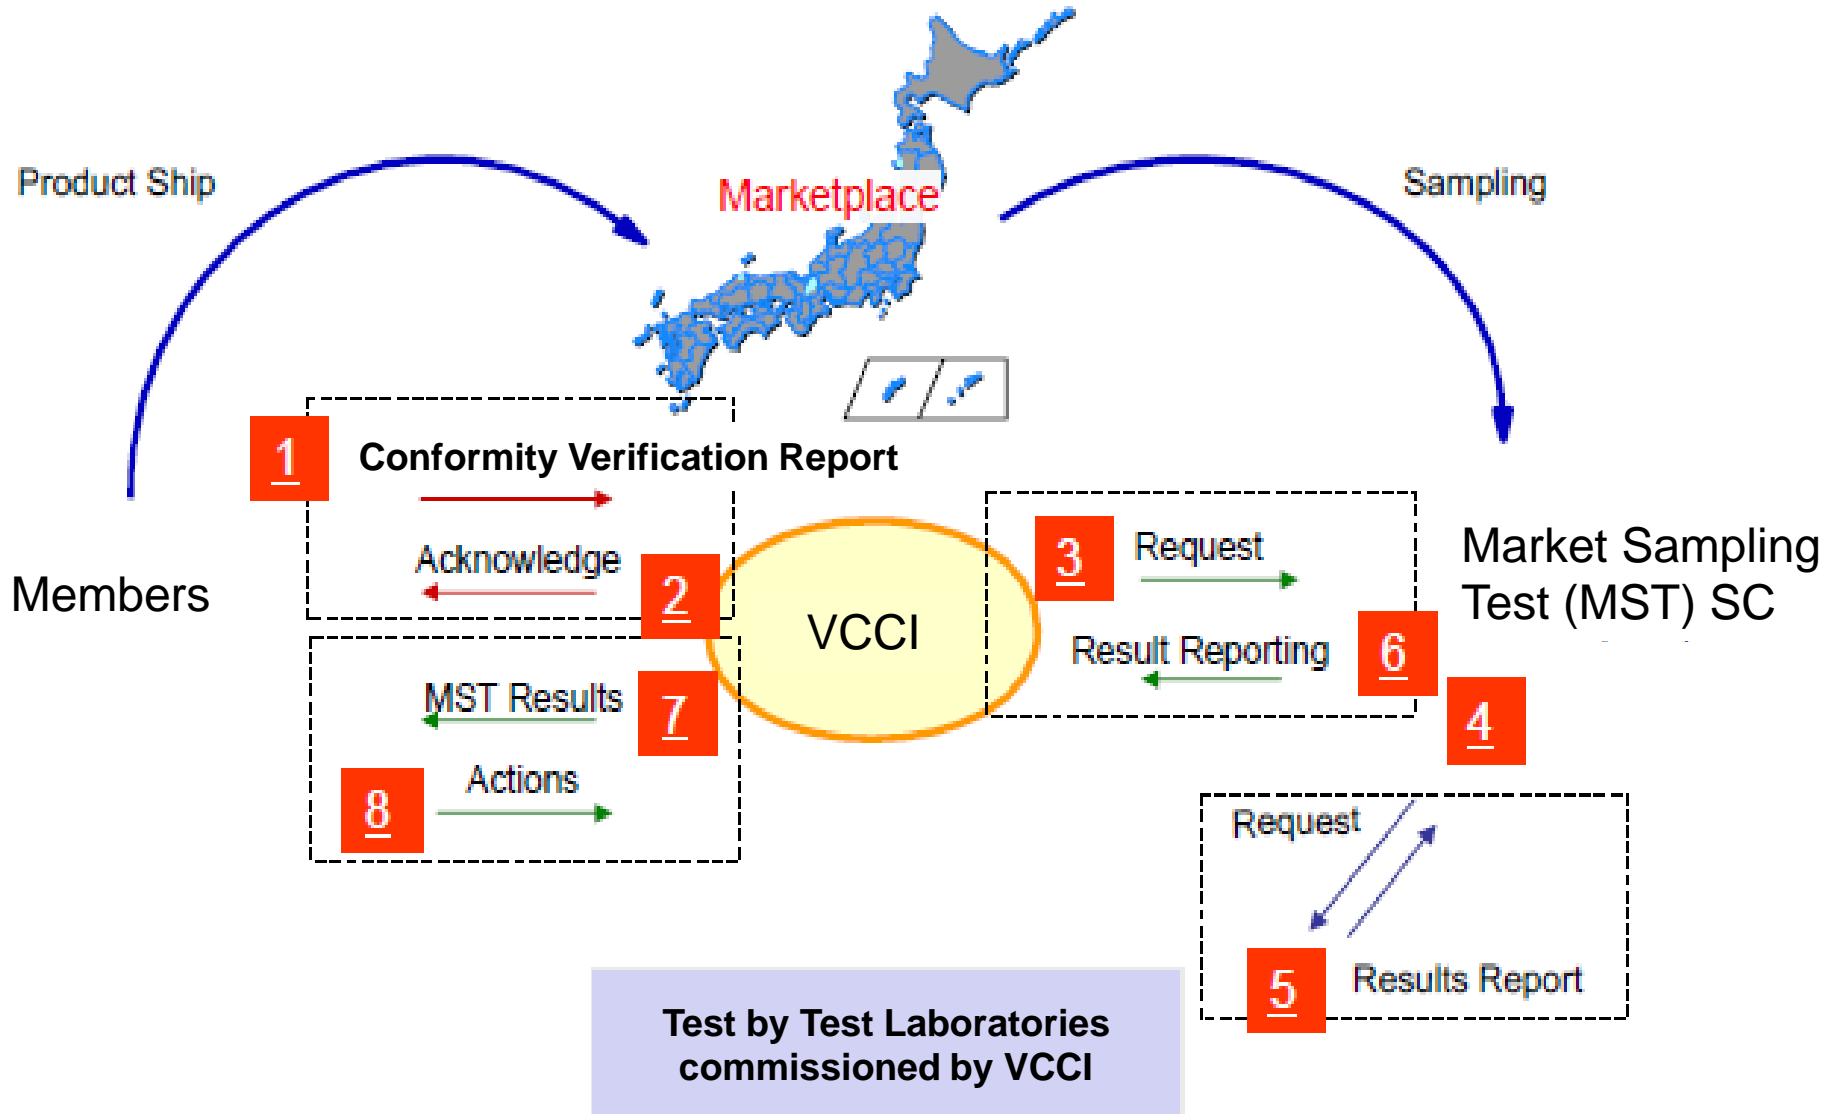 Product Ship
Marketplace
Sampling
1
Conformity Verification Report
Acknowledge
2
Members
VCCI
3
Request
Market Sampling
Test (MST) SC
Result Reporting
6
4
MST Results
7
Actions
8
Request
5
Results Report
Test by Test Laboratories
commissioned by VCCI